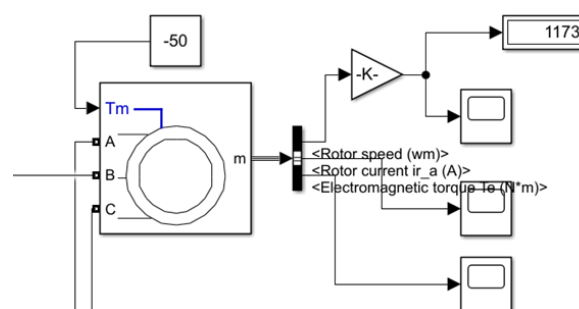 -50
1173
-K-
Tm
A
m
<Rotor speed (wm)>
B
<Rotor current ir_a (A)>
<Electromagnetic torque Te (N*m)>
C